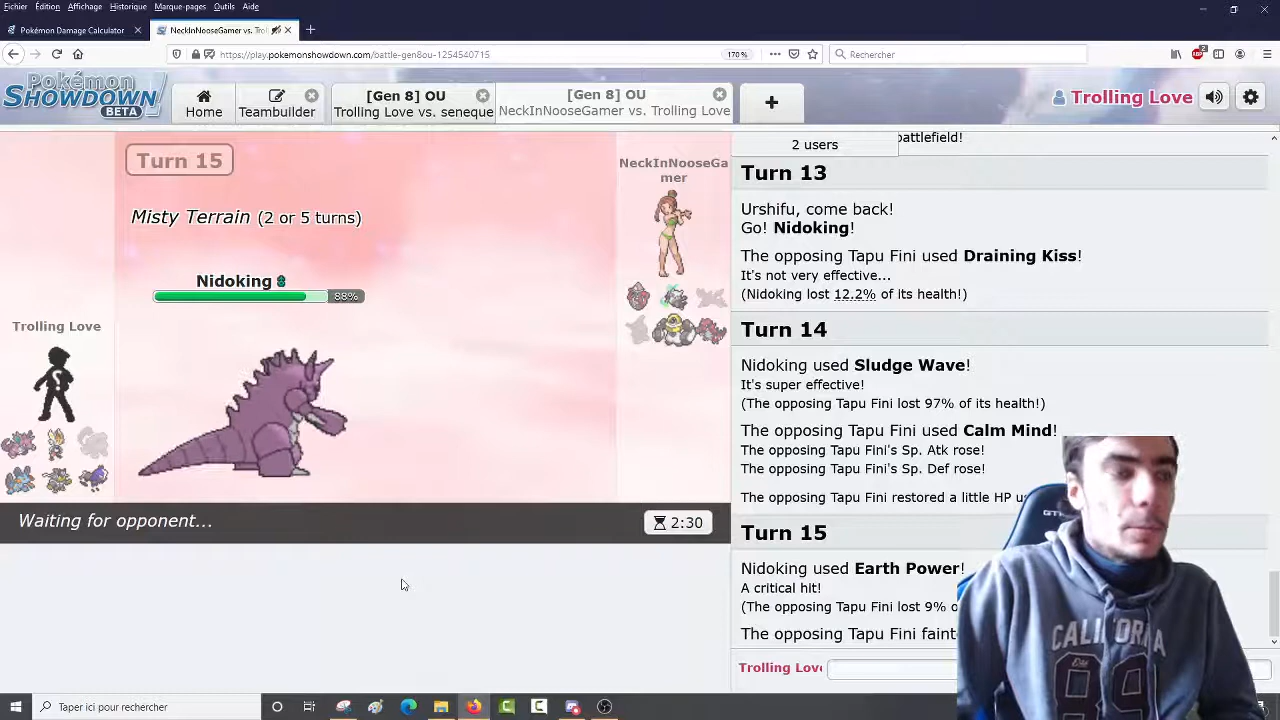 Fichier Édition Affichage Historique Marque-pages Outils Aide
Pokémon Damage Calculator
NeckInNooseGamer vs. Troll
https://play.pokemonshowdown.com/battle-gen8ou-1254540715
170%
Rechercher
Pokémon
SHOWDOWN
BETA
Home
Teambuilder
[Gen 8] OU
Trolling Love vs. seneque
[Gen 8] OU
NeckInNooseGamer vs. Trolling Love
Trolling Love
Turn 15
Misty Terrain (2 or 5 turns)
Nidoking
88%
Trolling Love
NeckInNooseGa
mer
Waiting for opponent...
2:30
2 users
battlefield!
Turn 13
Urshifu, come back!
Go! Nidoking!
The opposing Tapu Fini used Draining Kiss!
It's not very effective...
(Nidoking lost 12.2% of its health!)
Turn 14
Nidoking used Sludge Wave!
It's super effective!
(The opposing Tapu Fini lost 97% of its health!)
The opposing Tapu Fini used Calm Mind!
The opposing Tapu Fini's Sp. Atk rose!
The opposing Tapu Fini's Sp. Def rose!
The opposing Tapu Fini restored a little HP
Turn 15
Nidoking used Earth Power!
A critical hit!
(The opposing Tapu Fini lost 9%
The opposing Tapu Fini faint
Trolling Love
CALIFORNIA
Taper ici pour rechercher